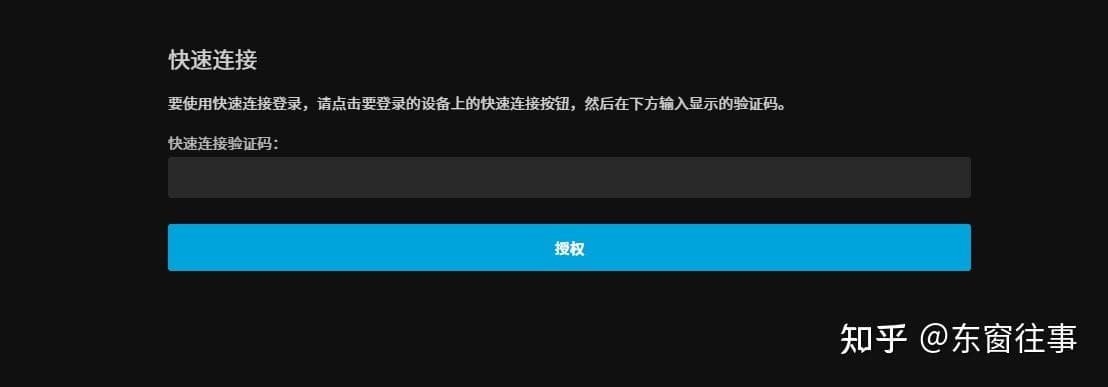 快速连接
要使用快速连接登录，请点击要登录的设备上的快速连接按钮，然后在下方输入显示的验证码。
快速连接验证码：
授权
知乎 @东窗往事